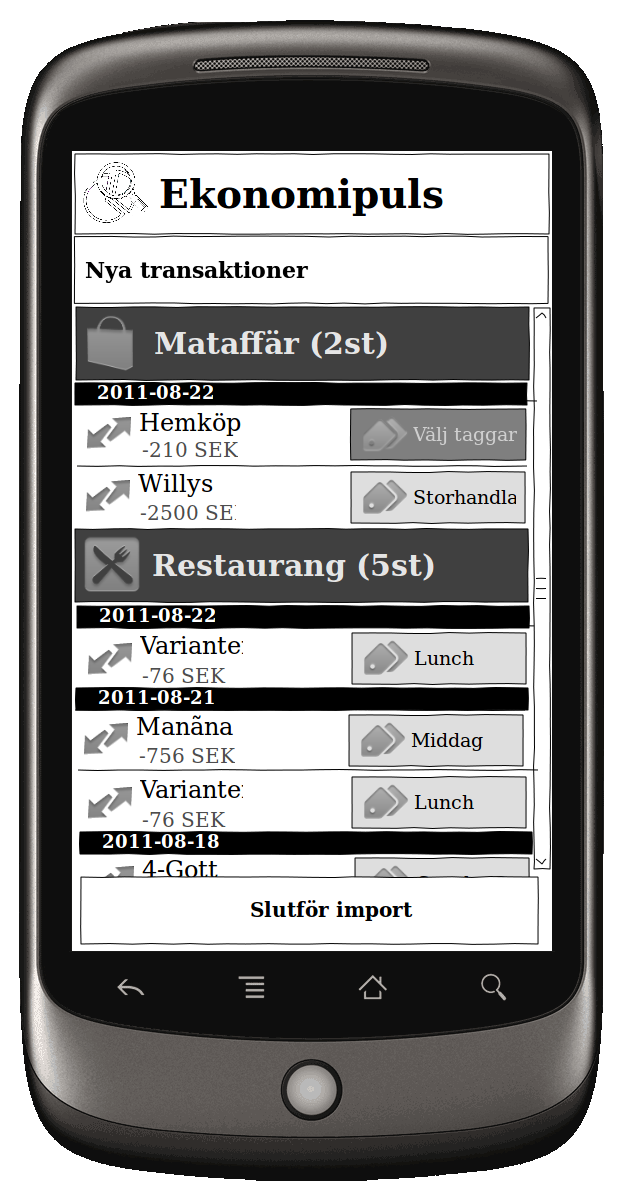 Ekonomipuls
Nya transaktioner
Mataffär (2st)
2011-08-22
Hemköp
-210 SEK
Välj taggar
Willys
-2500 SE
Storhandla
Restaurang (5st)
2011-08-22
Variante
-76 SEK
Lunch
2011-08-21
Manãna
-756 SEK
Middag
Variante
-76 SEK
Lunch
2011-08-18
4-Gott
Slutför import